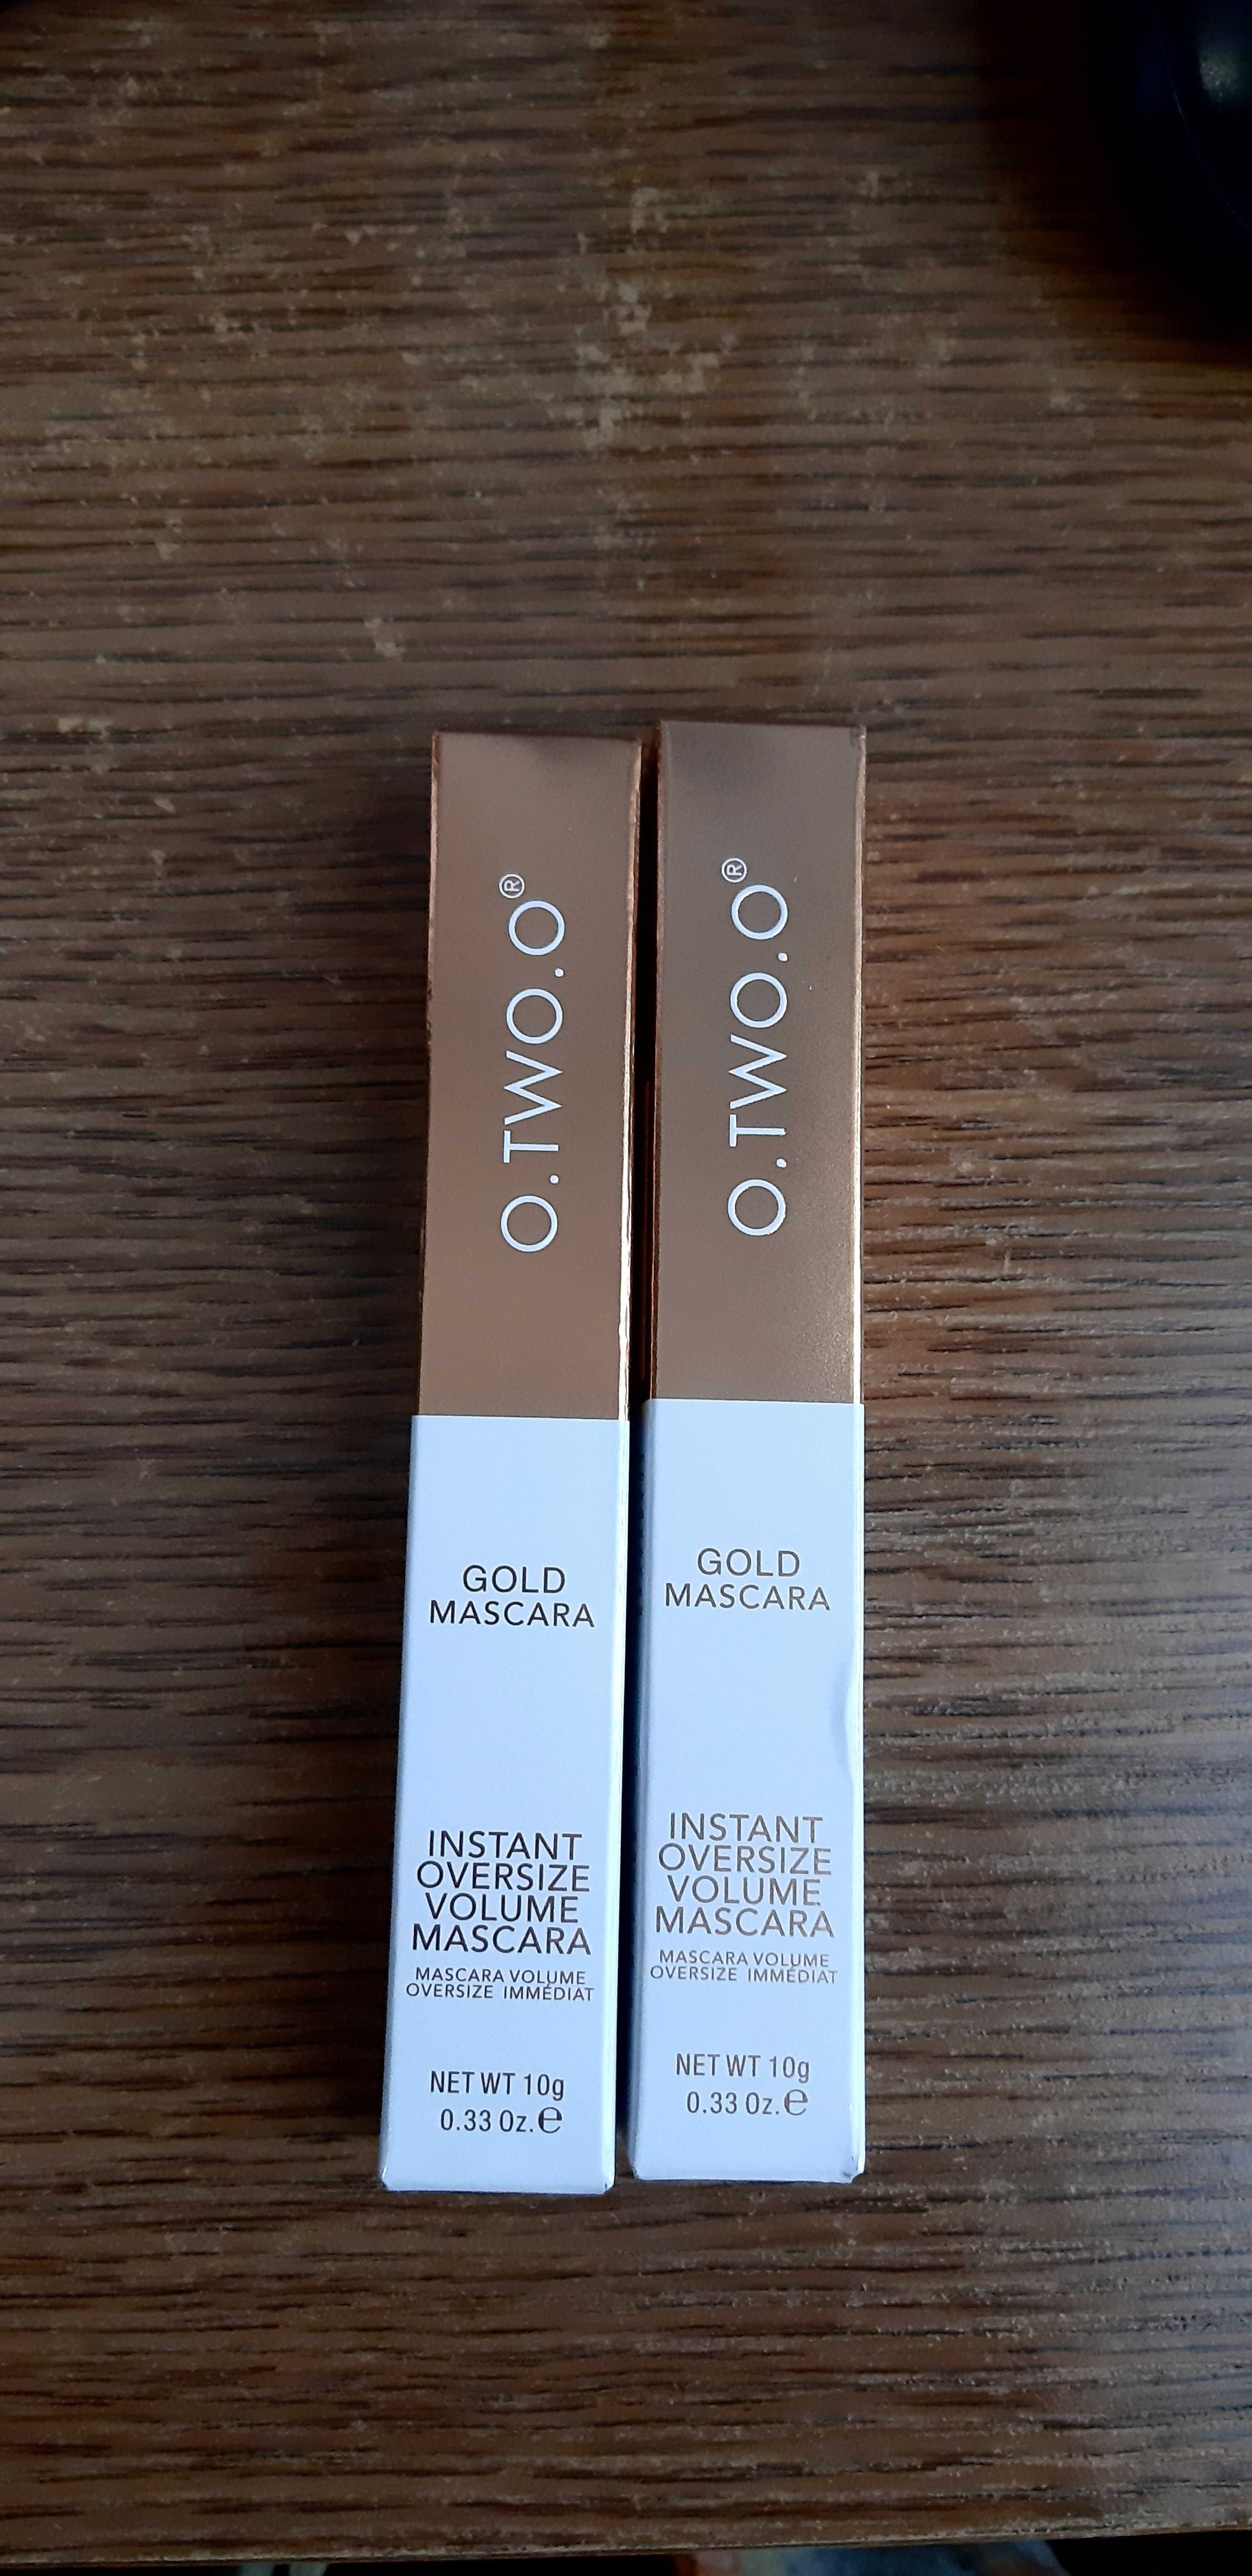 O.TWO.O®
GOLD
MASCARA
INSTANT
OVERSIZE
VOLUME
MASCARA
MASCARA VOLUME
OVERSIZE IMMÉDIAT
NET WT 10g
0.33 Oz.℮
O.TWO.O®
GOLD
MASCARA
INSTANT
OVERSIZE
VOLUME
MASCARA
MASCARA VOLUME
OVERSIZE IMMÉDIAT
NET WT 10g
0.33 Oz.℮